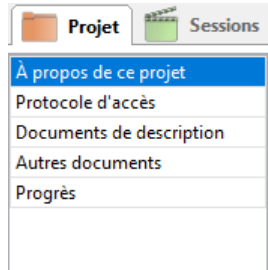 Projet Sessions
À propos de ce projet
Protocole d'accès
Documents de description
Autres documents
Progrès